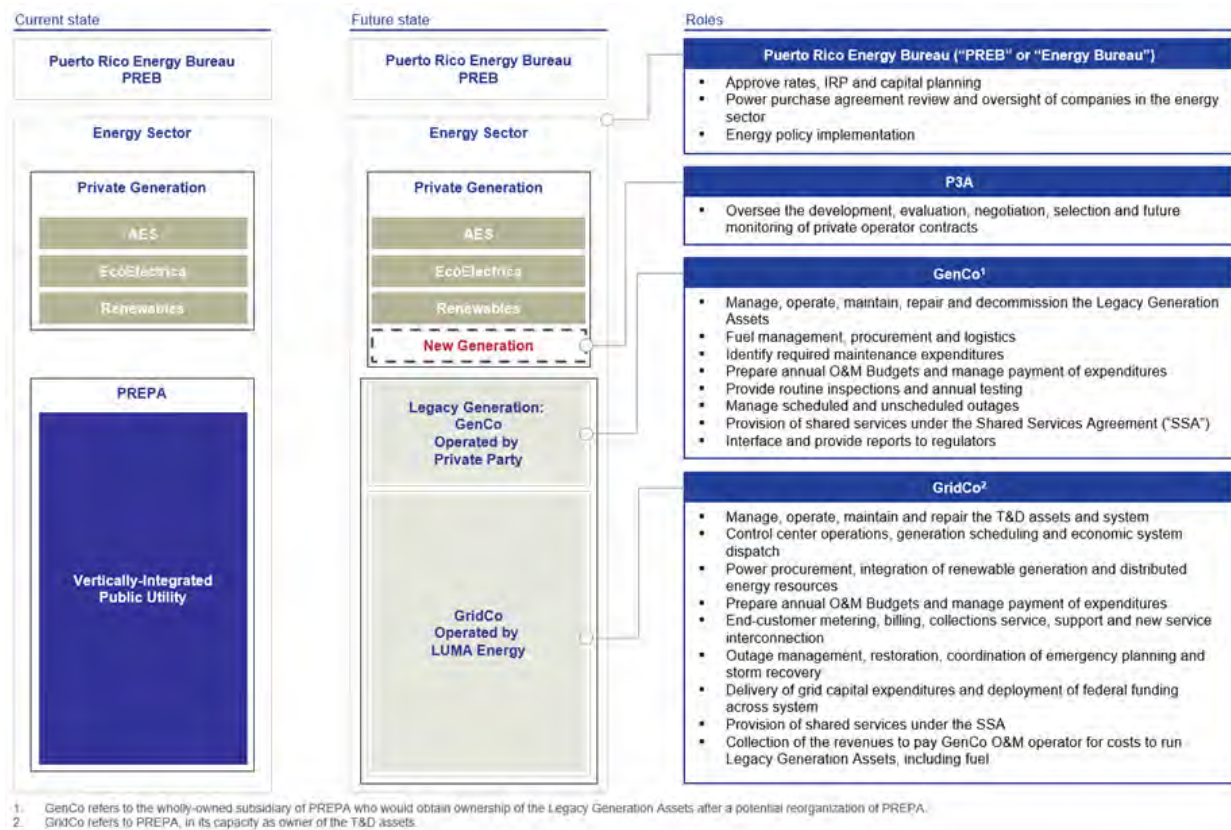 Current state
Puerto Rico Energy Bureau
PREB
Energy Sector
Private Generation
AES
EcoEléctrica
Renewables
PREPA
Vertically-Integrated
Public Utility
Future state
Puerto Rico Energy Bureau
PREB
Energy Sector
Private Generation
AES
EcoEléctrica
Renewables
New Generation
Legacy Generation:
GenCo
Operated by
Private Party
GridCo
Operated by
LUMA Energy
Roles
Puerto Rico Energy Bureau ("PREB" or "Energy Bureau")
▪ Approve rates, IRP and capital planning
▪ Power purchase agreement review and oversight of companies in the energy
sector
▪ Energy policy implementation
P3A
▪ Oversee the development, evaluation, negotiation, selection and future
monitoring of private operator contracts
GenCo¹
▪ Manage, operate, maintain, repair and decommission the Legacy Generation
Assets
▪ Fuel management, procurement and logistics
▪ Identify required maintenance expenditures
▪ Prepare annual O&M Budgets and manage payment of expenditures
▪ Provide routine inspections and annual testing
▪ Manage scheduled and unscheduled outages
▪ Provision of shared services under the Shared Services Agreement ("SSA")
▪ Interface and provide reports to regulators
GridCo²
▪ Manage, operate, maintain and repair the T&D assets and system
▪ Control center operations, generation scheduling and economic system
dispatch
▪ Power procurement, integration of renewable generation and distributed
energy resources
▪ Prepare annual O&M Budgets and manage payment of expenditures
▪ End-customer metering, billing, collections service, support and new service
interconnection
▪ Outage management, restoration, coordination of emergency planning and
storm recovery
▪ Delivery of grid capital expenditures and deployment of federal funding
across system
▪ Provision of shared services under the SSA
▪ Collection of the revenues to pay GenCo O&M operator for costs to run
Legacy Generation Assets, including fuel
1. GenCo refers to the wholly-owned subsidiary of PREPA who would obtain ownership of the Legacy Generation Assets after a potential reorganization of PREPA.
2. GridCo refers to PREPA, in its capacity as owner of the T&D assets.